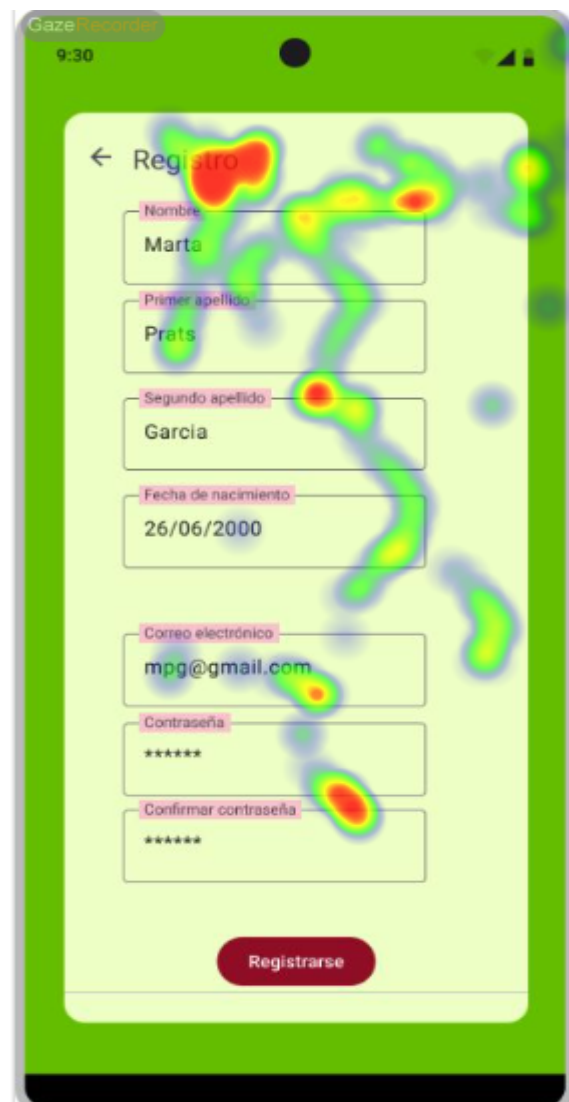 GazeRecorder
9:30
Registro
Nombre
Marta
Primer apellido
Prats
Segundo apellido
Garcia
Fecha de nacimiento
26/06/2000
Correo electrónico
mpg@gmail.com
Contraseña
******
Confirmar contraseña
******
Registrarse